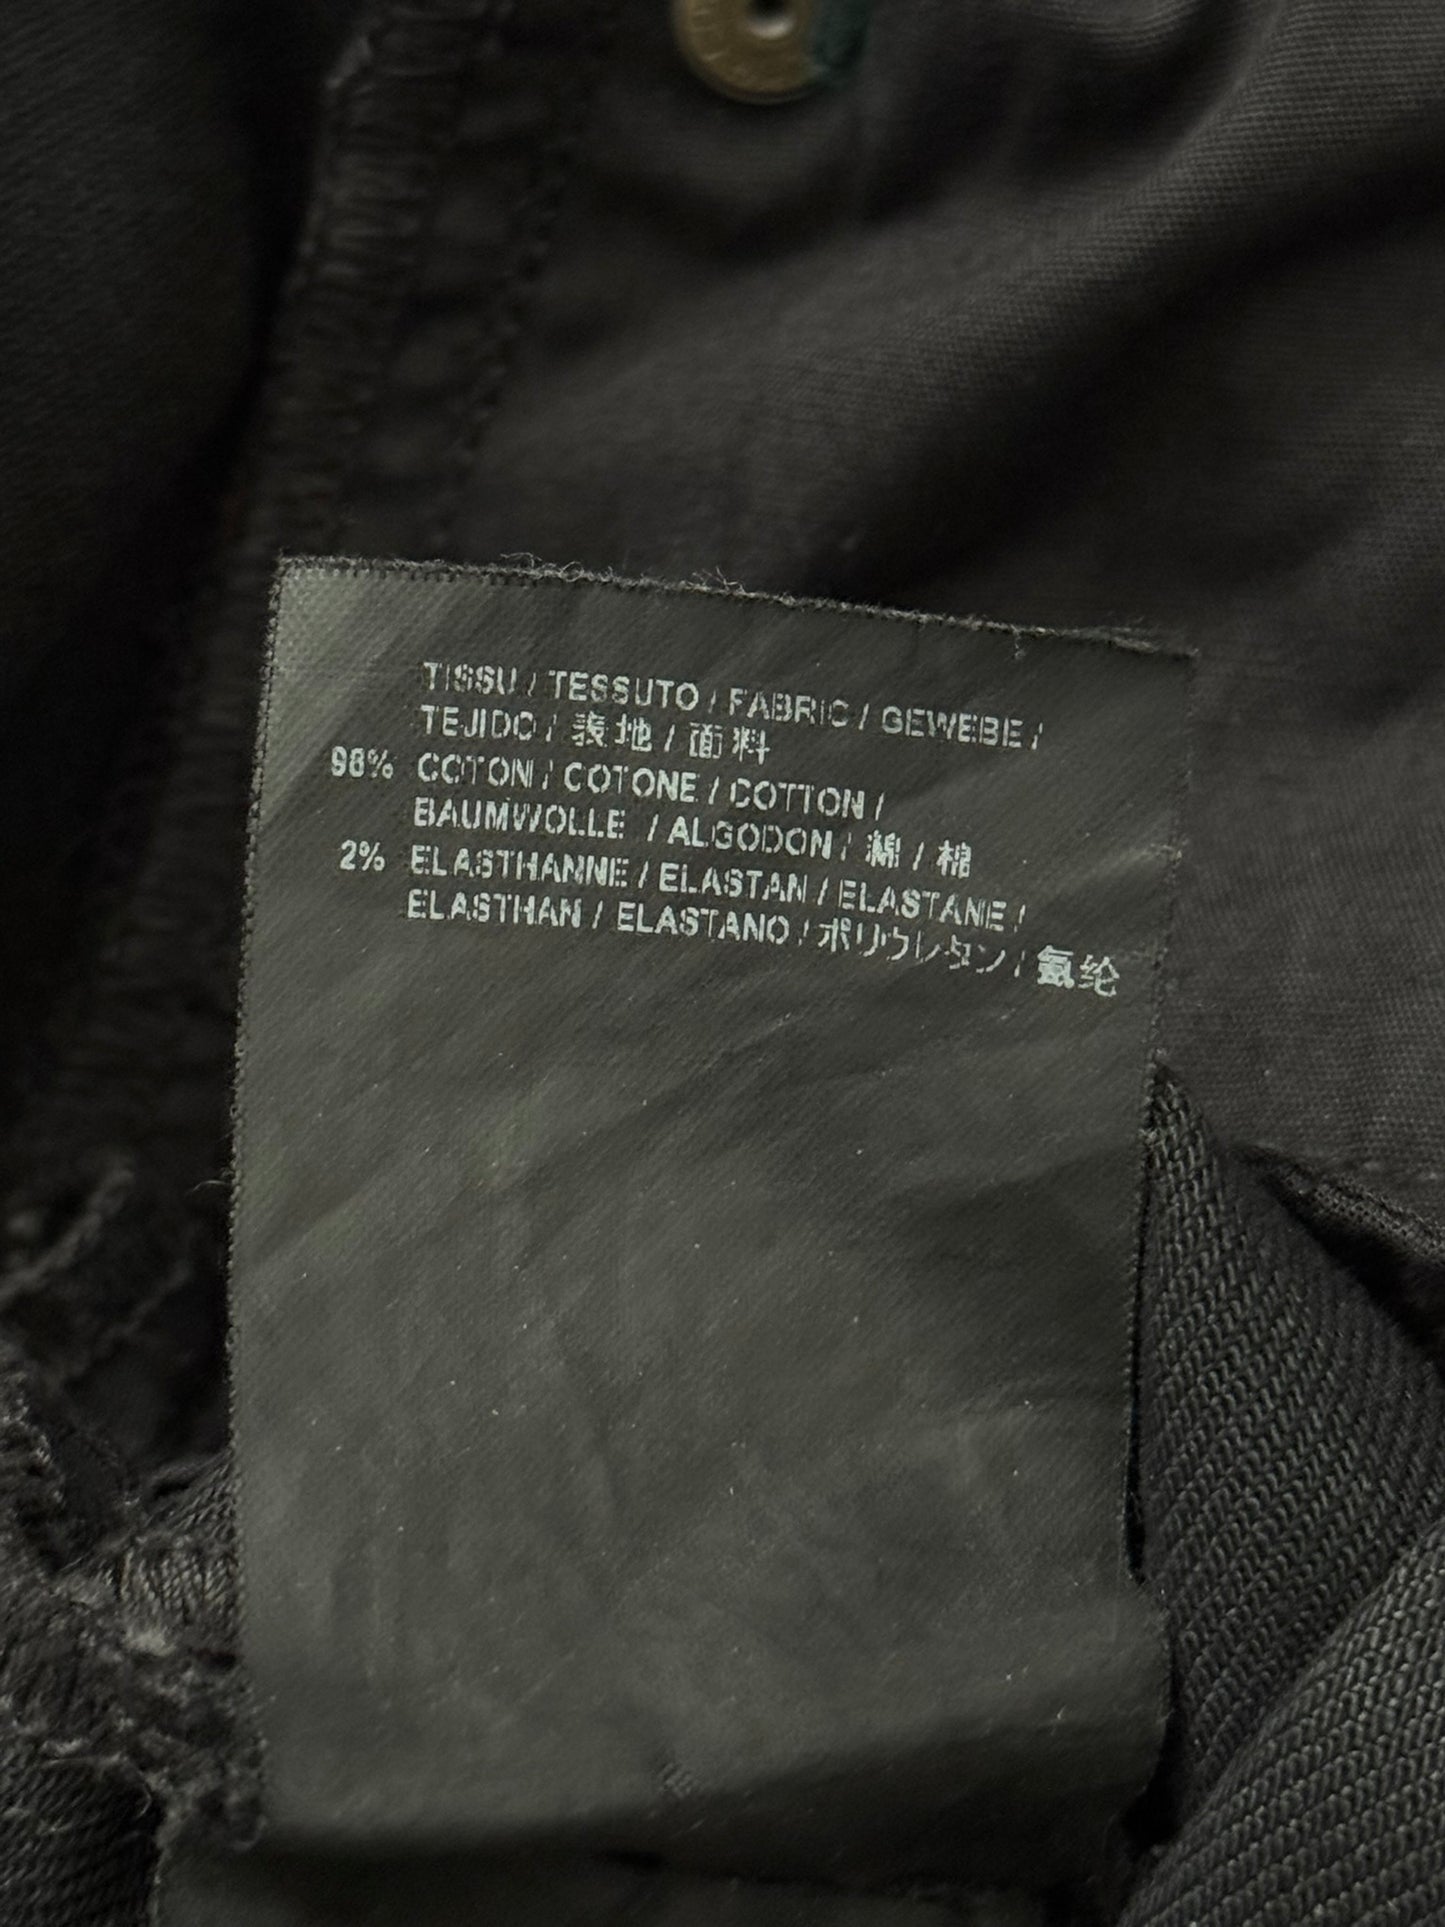 TISSU / TESSUTO / FABRIC / GEWEBE /
TEJIDO / 表地 / 面料
98% COTON / COTONE / COTTON /
BAUMWOLLE / ALGODON / 綿 / 棉
2% ELASTHANNE / ELASTAN / ELASTANE /
ELASTHAN / ELASTANO / ポリウレタン / 氨纶